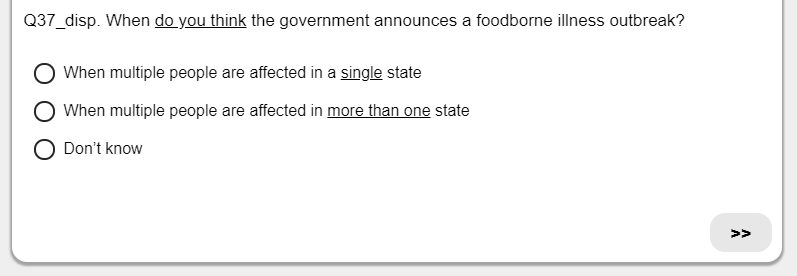 Q37_disp. When do you think the government announces a foodborne illness outbreak?
When multiple people are affected in a single state
When multiple people are affected in more than one state
Don't know
>>